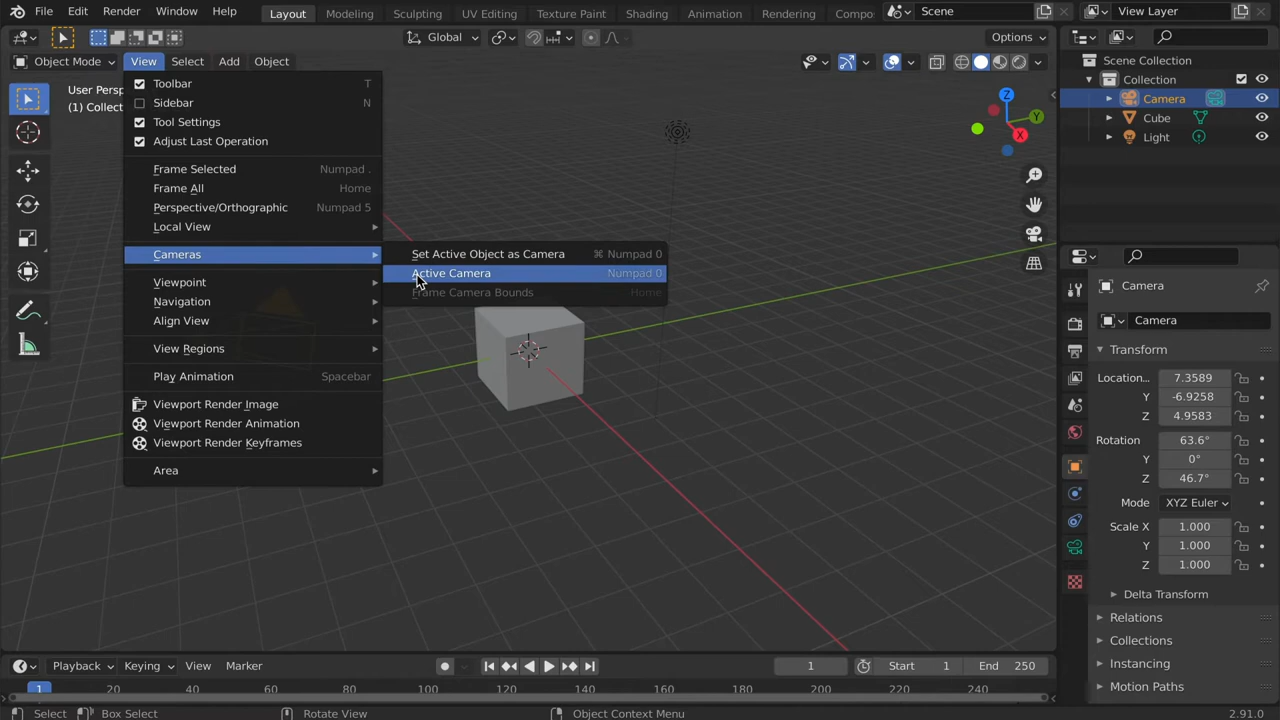 File Edit Render Window Help Layout Modeling Sculpting UV Editing Texture Paint Shading Animation Rendering Compo Scene View Layer
Global Options
Object Mode View Select Add Object
Scene Collection
Collection
Camera
Cube
Light
User Persp
(1) Collect
Toolbar T
Sidebar N
Tool Settings
Adjust Last Operation
Frame Selected Numpad .
Frame All Home
Perspective/Orthographic Numpad 5
Local View
Cameras
Viewpoint
Navigation
Align View
View Regions
Play Animation Spacebar
Viewport Render Image
Viewport Render Animation
Viewport Render Keyframes
Area
Set Active Object as Camera ⌘ Numpad 0
Active Camera Numpad 0
Frame Camera Bounds Home
Z
Y
X
Camera
Camera
Transform
Location... 7.3589
Y -6.9258
Z 4.9583
Rotation 63.6°
Y 0°
Z 46.7°
Mode XYZ Euler
Scale X 1.000
Y 1.000
Z 1.000
Delta Transform
Relations
Collections
Instancing
Motion Paths
Playback Keying View Marker 1 Start 1 End 250
1 20 40 60 80 100 120 140 160 180 200 220 240
Select Box Select Rotate View Object Context Menu 2.91.0